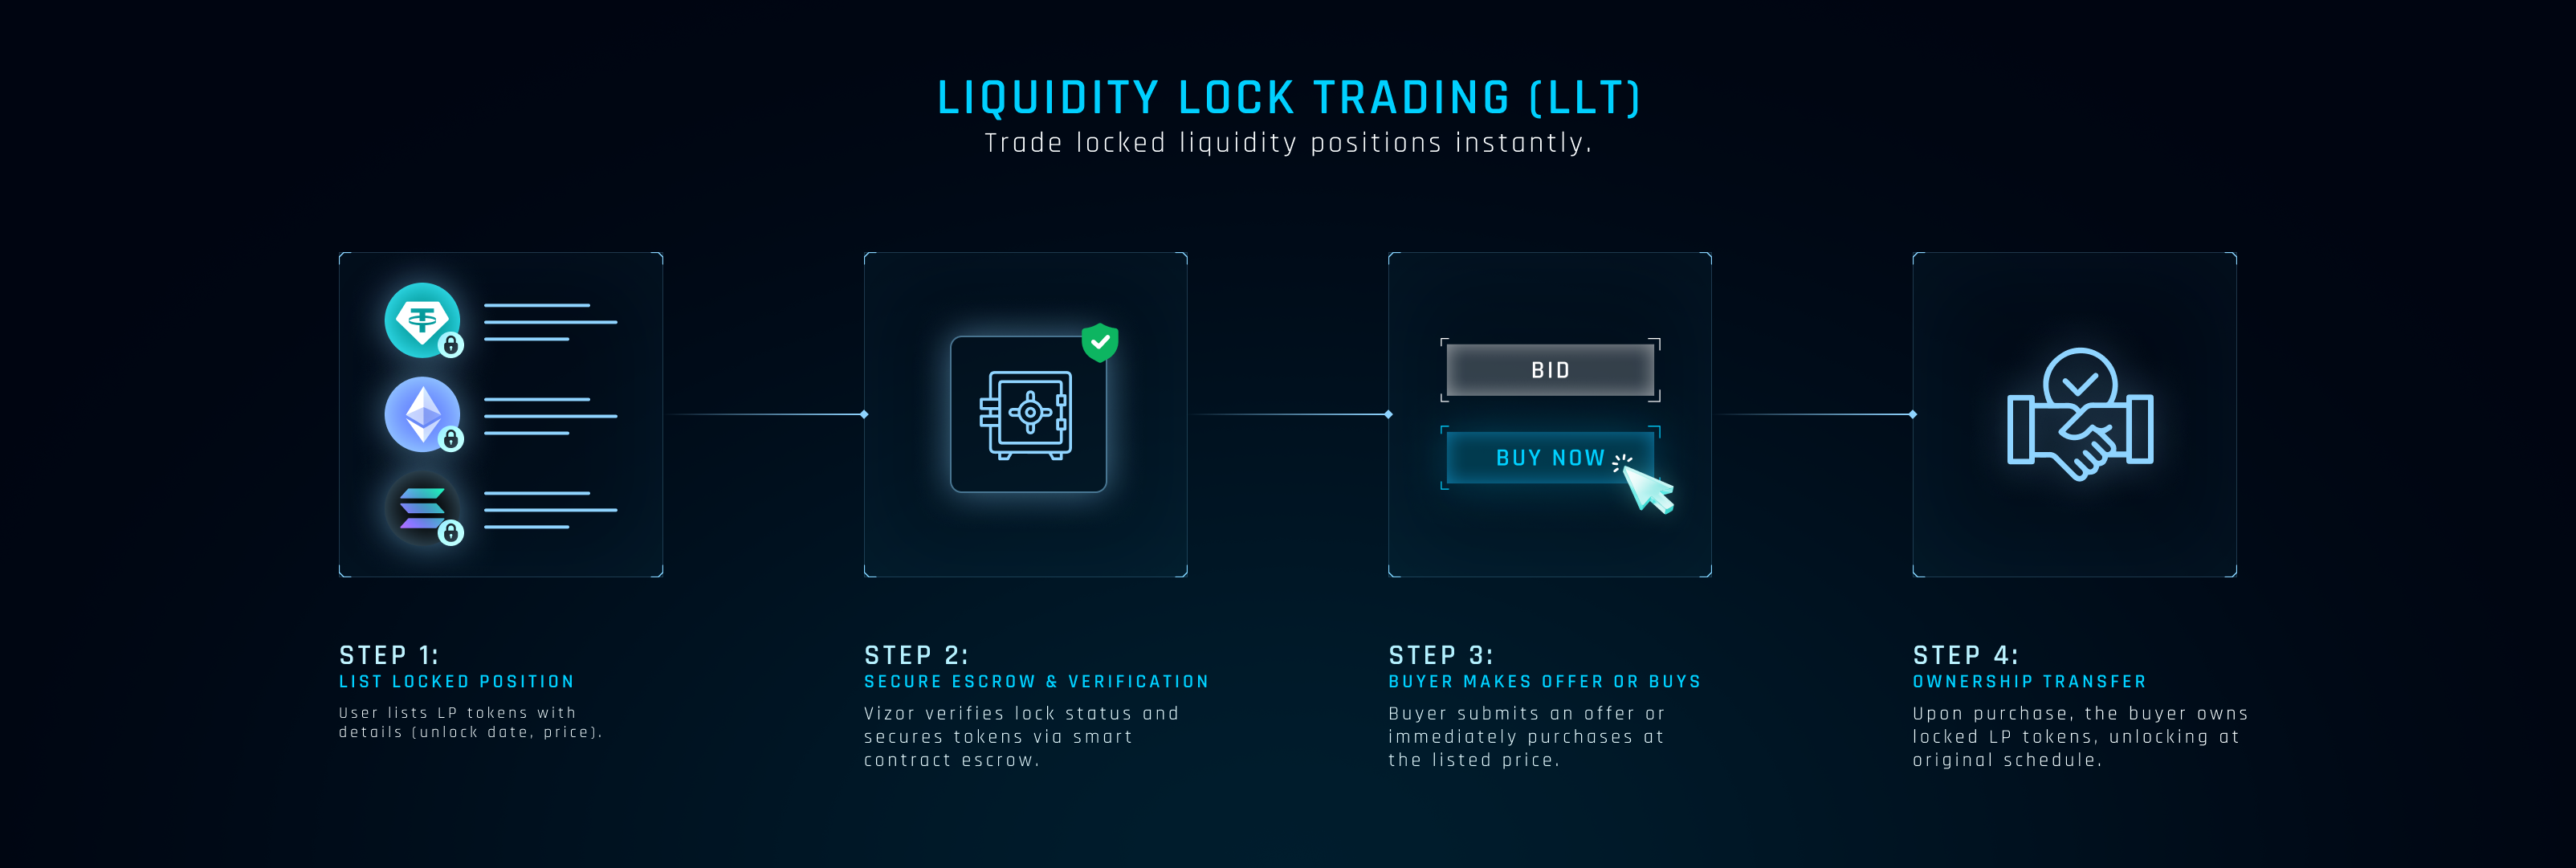 LIQUIDITY LOCK TRADING (LLT)
Trade locked liquidity positions instantly.
BID
BUY NOW
STEP 1:
LIST LOCKED POSITION
User lists LP tokens with
details (unlock date, price).
STEP 2:
SECURE ESCROW & VERIFICATION
Vizor verifies lock status and
secures tokens via smart
contract escrow.
STEP 3:
BUYER MAKES OFFER OR BUYS
Buyer submits an offer or
immediately purchases at
the listed price.
STEP 4:
OWNERSHIP TRANSFER
Upon purchase, the buyer owns
locked LP tokens, unlocking at
original schedule.